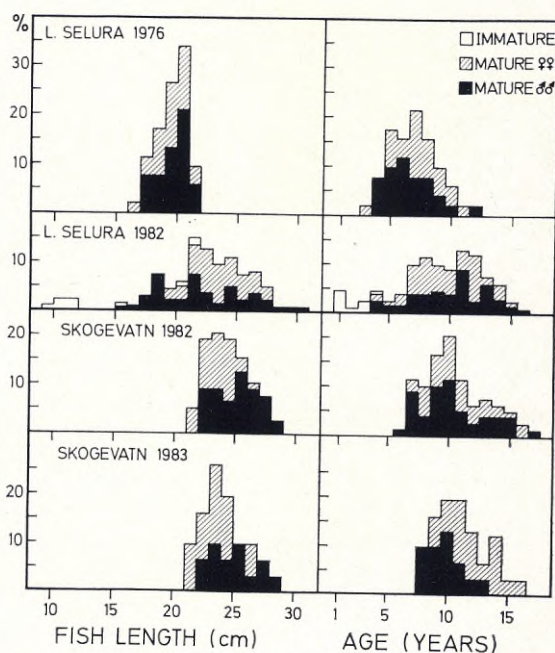 %
L. SELURA 1976
IMMATURE
MATURE ♀♀
MATURE ♂♂
30
20
10
L. SELURA 1982
10
SKOGEVATN 1982
20
10
SKOGEVATN 1983
20
10
10 20 25 30 1 5 10 15
FISH LENGTH (cm) AGE (YEARS)